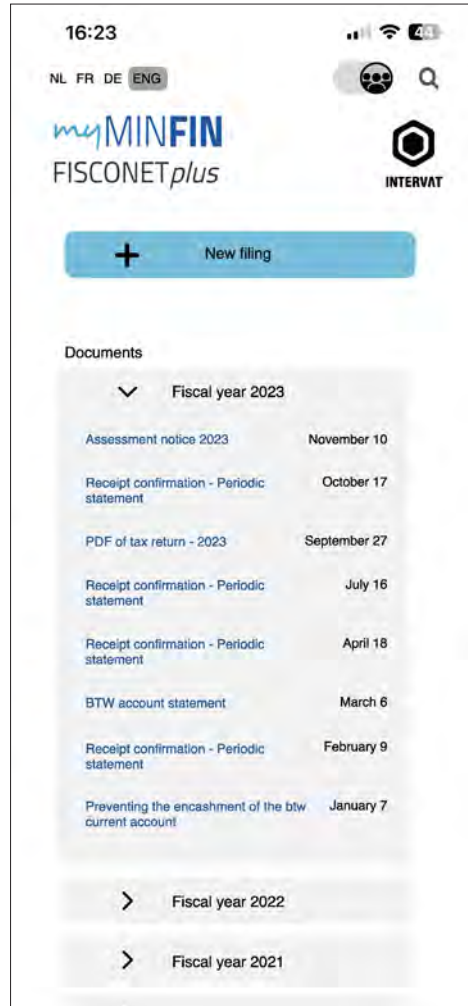 16:23
44
NL FR DE ENG
myMINFIN
FISCONETplus
INTERVAT
+ New filing
Documents
Fiscal year 2023
Assessment notice 2023 November 10
Receipt confirmation - Periodic October 17
statement
PDF of tax return - 2023 September 27
Receipt confirmation - Periodic July 16
statement
Receipt confirmation - Periodic April 18
statement
BTW account statement March 6
Receipt confirmation - Periodic February 9
statement
Preventing the encashment of the btw January 7
current account
Fiscal year 2022
Fiscal year 2021